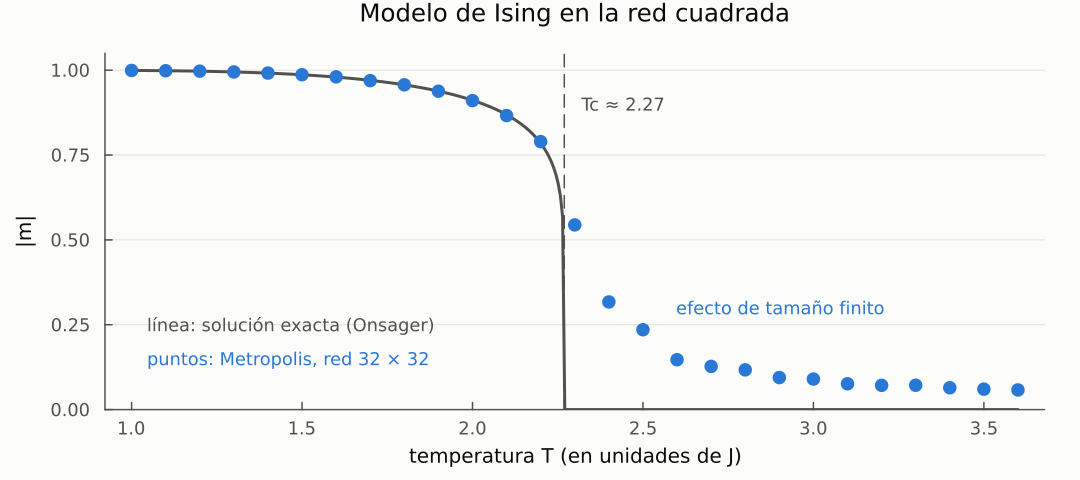 Modelo de Ising en la red cuadrada
1.00
0.75
0.50
0.25
0.00
|m|
Tc ≈ 2.27
efecto de tamaño finito
línea: solución exacta (Onsager)
puntos: Metropolis, red 32 × 32
1.0 1.5 2.0 2.5 3.0 3.5
temperatura T (en unidades de J)